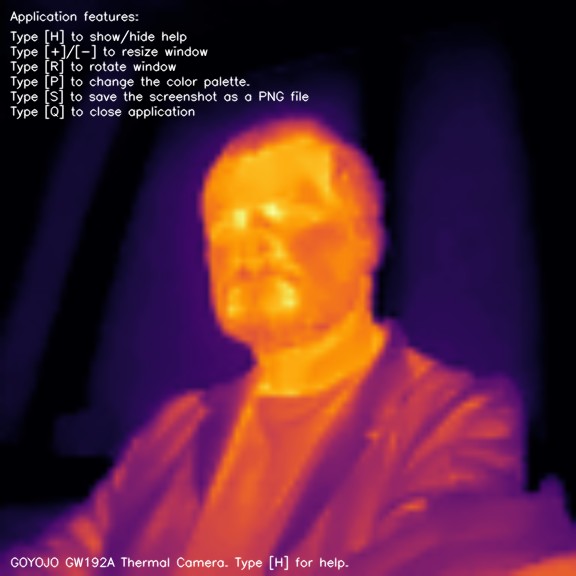 Application features:
Type [H] to show/hide help
Type [+]/[-] to resize window
Type [R] to rotate window
Type [P] to change the color palette.
Type [S] to save the screenshot as a PNG file
Type [Q] to close application
GOYOJO GW192A Thermal Camera. Type [H] for help.